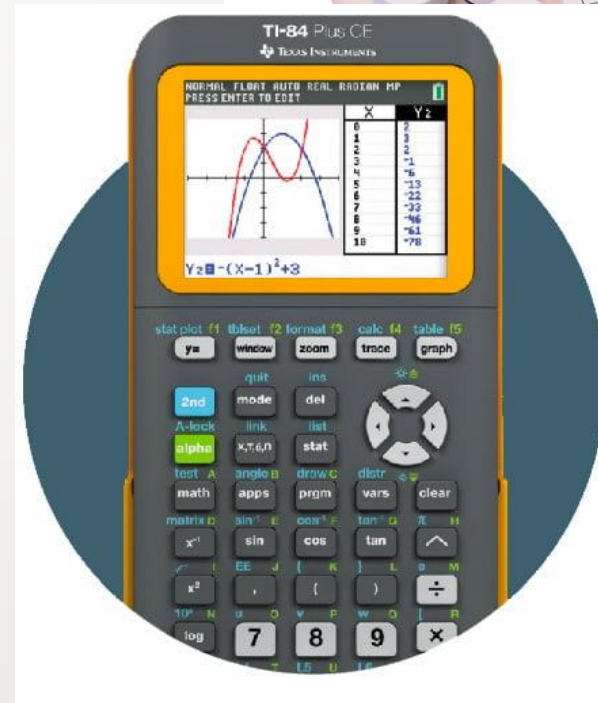 TI-84 Plus CE
TEXAS INSTRUMENTS
NORMAL FLOAT AUTO REAL RADIAN MP
PRESS ENTER TO EDIT
X Y2
0 2
1 3
2 2
3 -1
4 -6
5 -13
6 -22
7 -33
8 -46
9 -61
10 -78
Y2=-(X-1)²+3
stat plot f1 tblset f2 format f3 calc f4 table f5
y= window zoom trace graph
quit ins
2nd mode del
A-lock link list
alpha X,T,θ,n stat
test A angle B draw C distr
math apps prgm vars clear
matrix D sin⁻¹ E cos⁻¹ F tan⁻¹ G π H
x⁻¹ sin cos tan ^
√ I EE J { K } L e M
x² , ( ) ÷
10ˣ N u O v P w Q [ R
log 7 8 9 ×
T L5 U L6